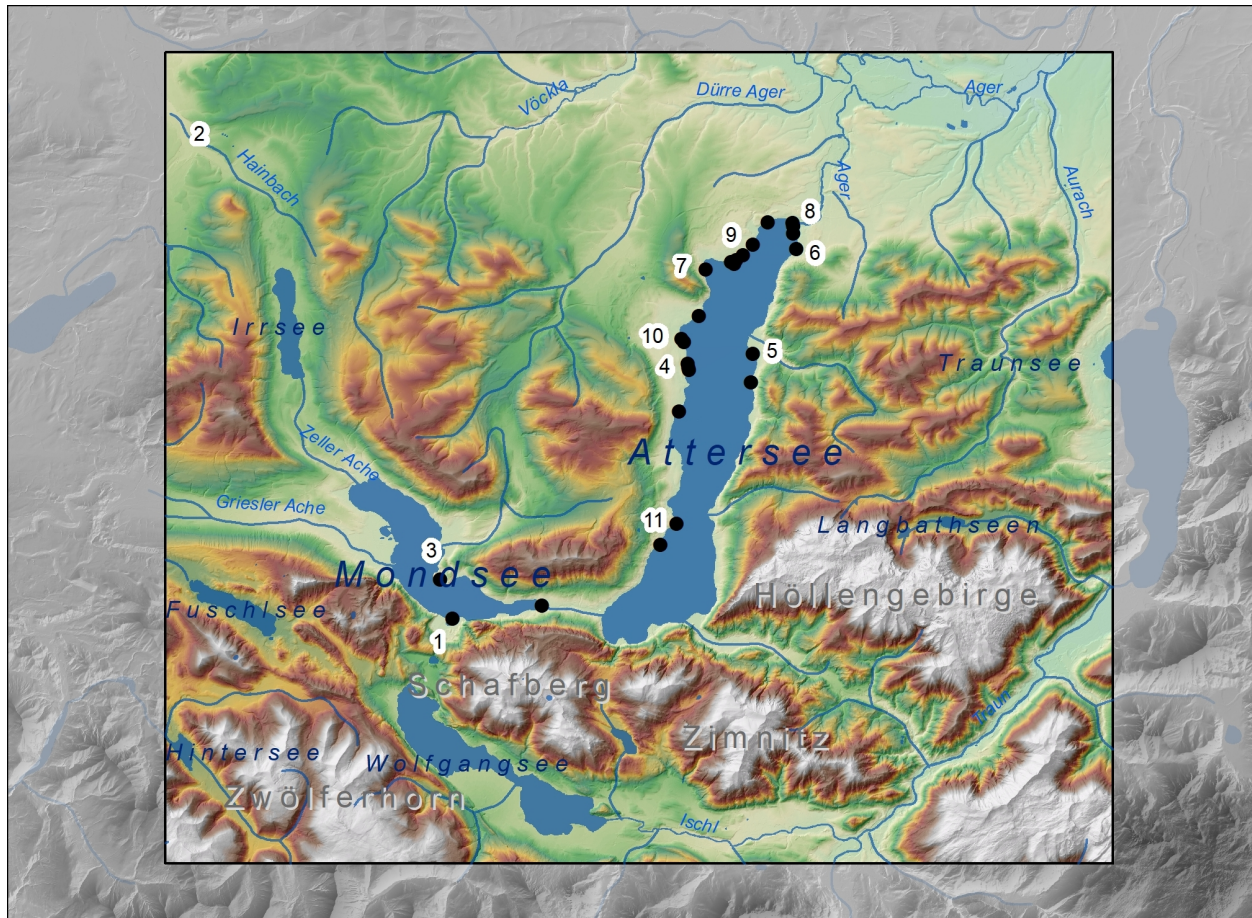 Vöckla
Dürre Ager
Ager
2
Hainbach
Ager
Aurach
8
9
6
7
Irrsee
10
5
4
Traunsee
Zeller Ache
Attersee
Griesler Ache
11
Langbathseen
3
Mondsee
Höllengebirge
Fuschlsee
1
Schafberg
Traun
Zimnitz
Hintersee
Wolfgangsee
Zwölferhorn
Ischl